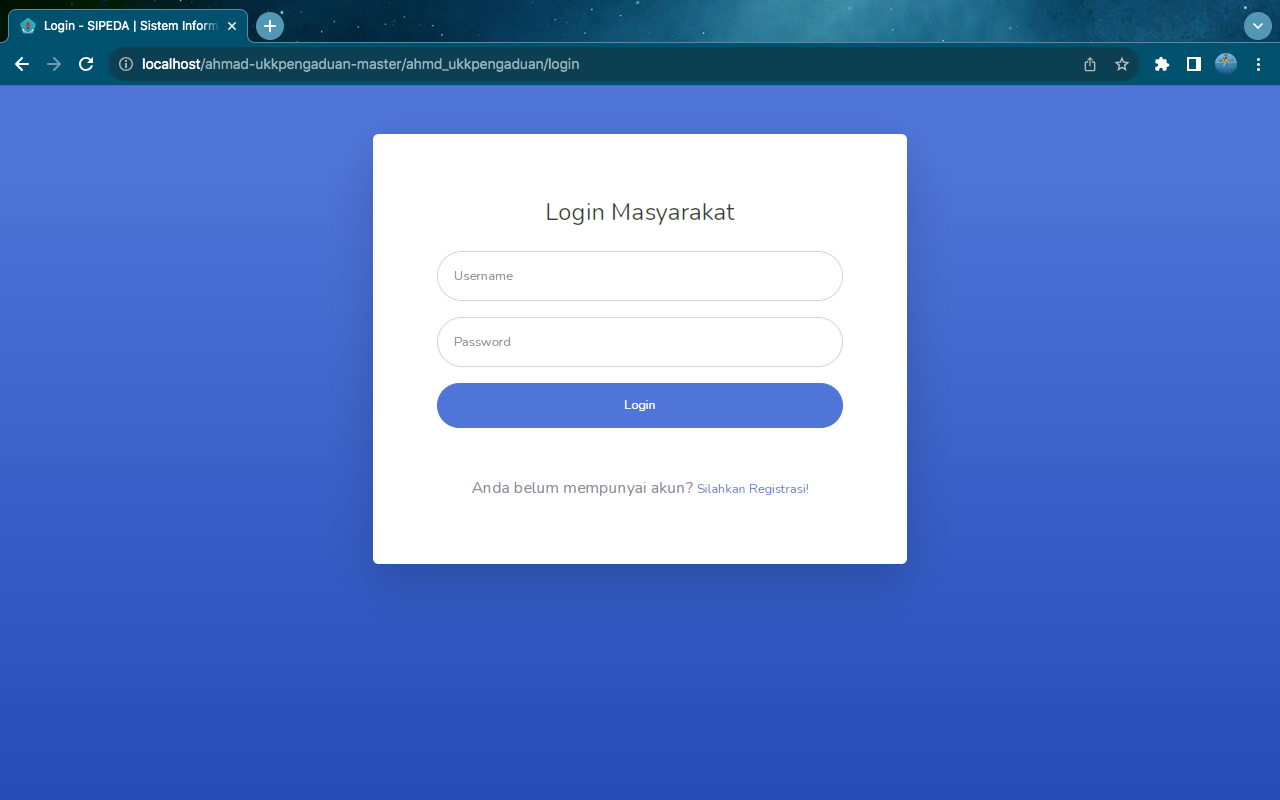 Login - SIPEDA | Sistem Inform
localhost/ahmad-ukkpengaduan-master/ahmd_ukkpengaduan/login
Login Masyarakat
Username
Password
Login
Anda belum mempunyai akun? Silahkan Registrasi!